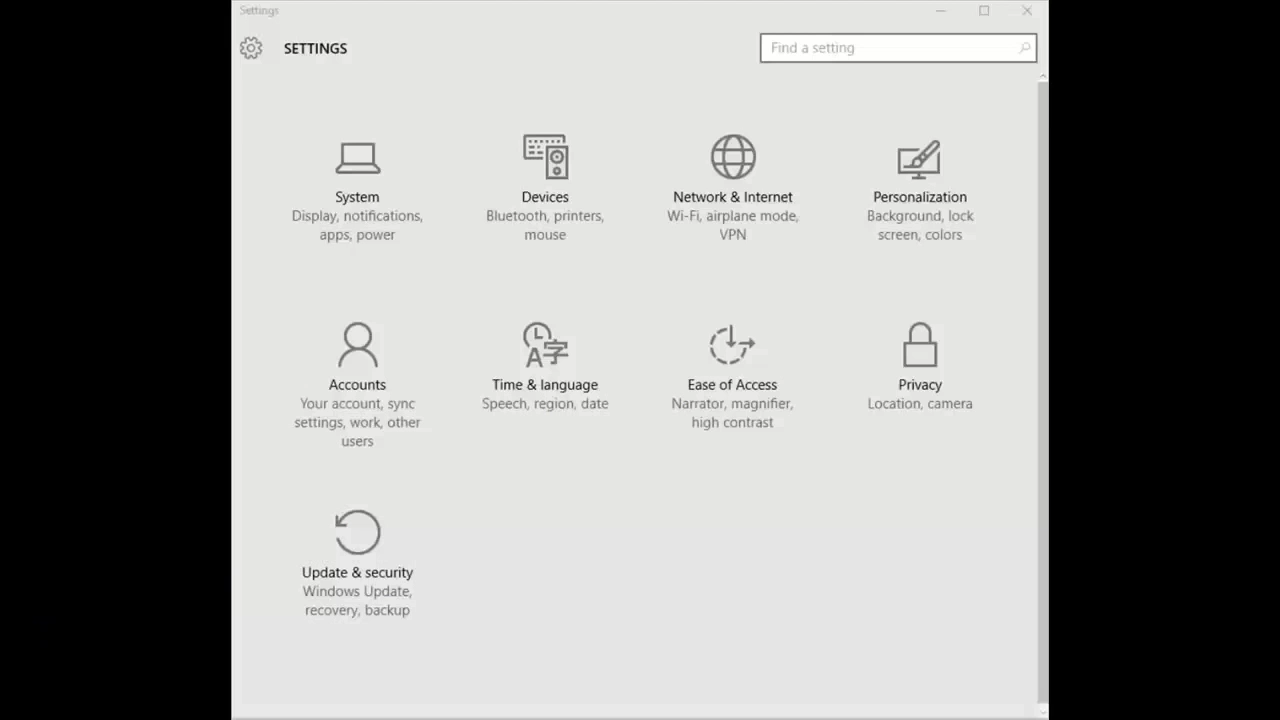 Settings
SETTINGS
Find a setting
System
Display, notifications,
apps, power
Devices
Bluetooth, printers,
mouse
Network & Internet
Wi-Fi, airplane mode,
VPN
Personalization
Background, lock
screen, colors
Accounts
Your account, sync
settings, work, other
users
Time & language
Speech, region, date
Ease of Access
Narrator, magnifier,
high contrast
Privacy
Location, camera
Update & security
Windows Update,
recovery, backup